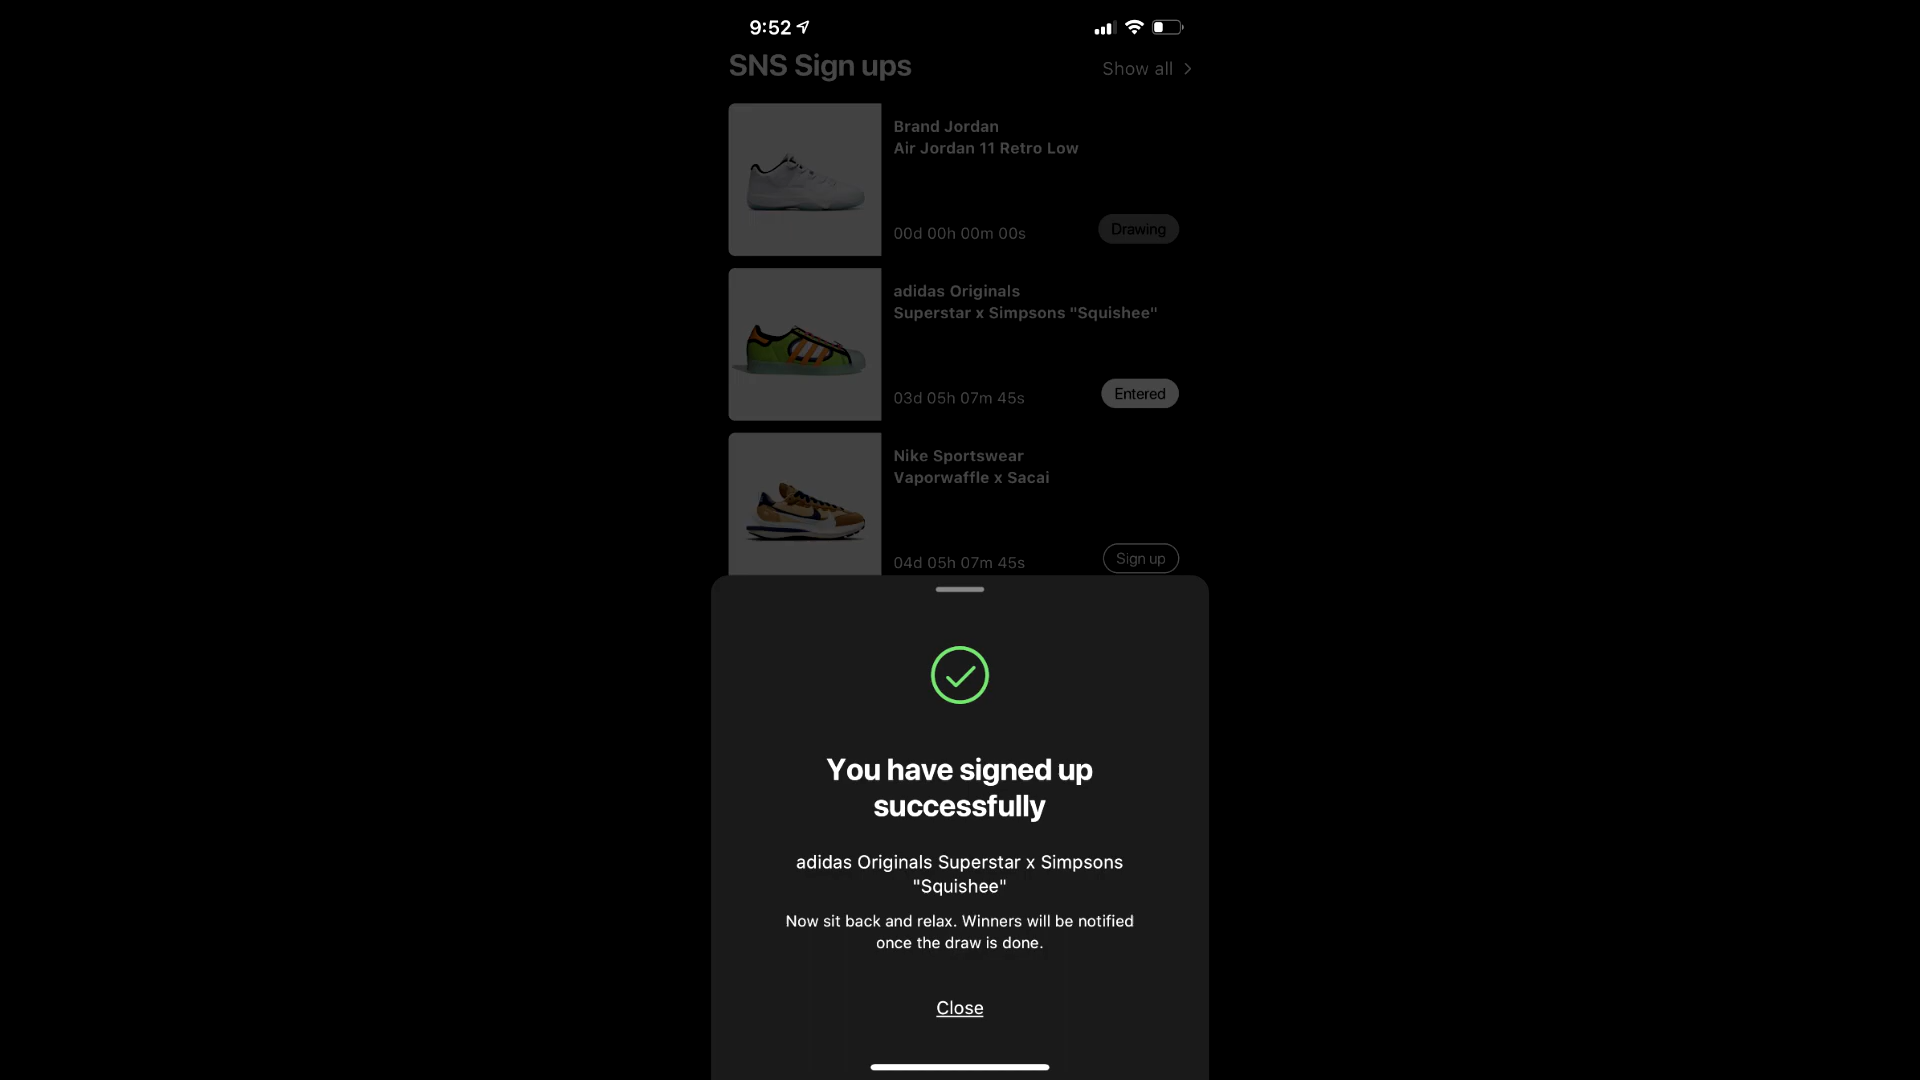 9:52
SNS Sign ups
Show all
Brand Jordan
Air Jordan 11 Retro Low
00d 00h 00m 00s
Drawing
adidas Originals
Superstar x Simpsons "Squishee"
03d 05h 07m 45s
Entered
Nike Sportswear
Vaporwaffle x Sacai
04d 05h 07m 45s
Sign up
You have signed up
successfully
adidas Originals Superstar x Simpsons
"Squishee"
Now sit back and relax. Winners will be notified
once the draw is done.
Close